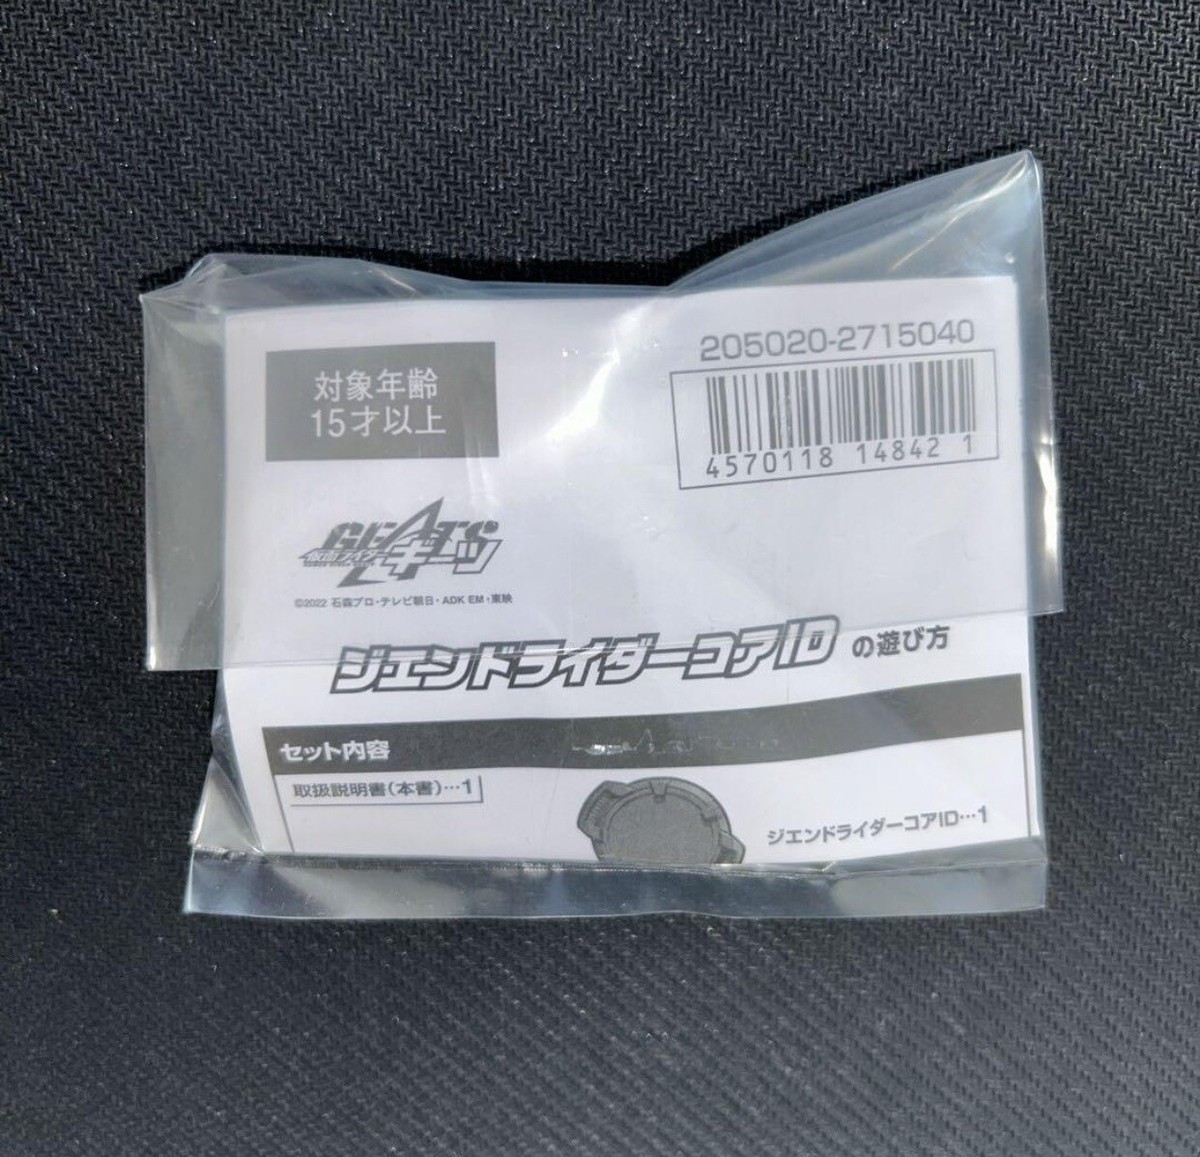 205020-2715040
対象年齢
15才以上
4570118 14842 1
GEATS
仮面ライダーギーツ
©2022 石森プロ・テレビ朝日・ADK EM・東映
ジエンドライダーコアID の遊び方
セット内容
取扱説明書(本書)…1
ジエンドライダーコアID…1